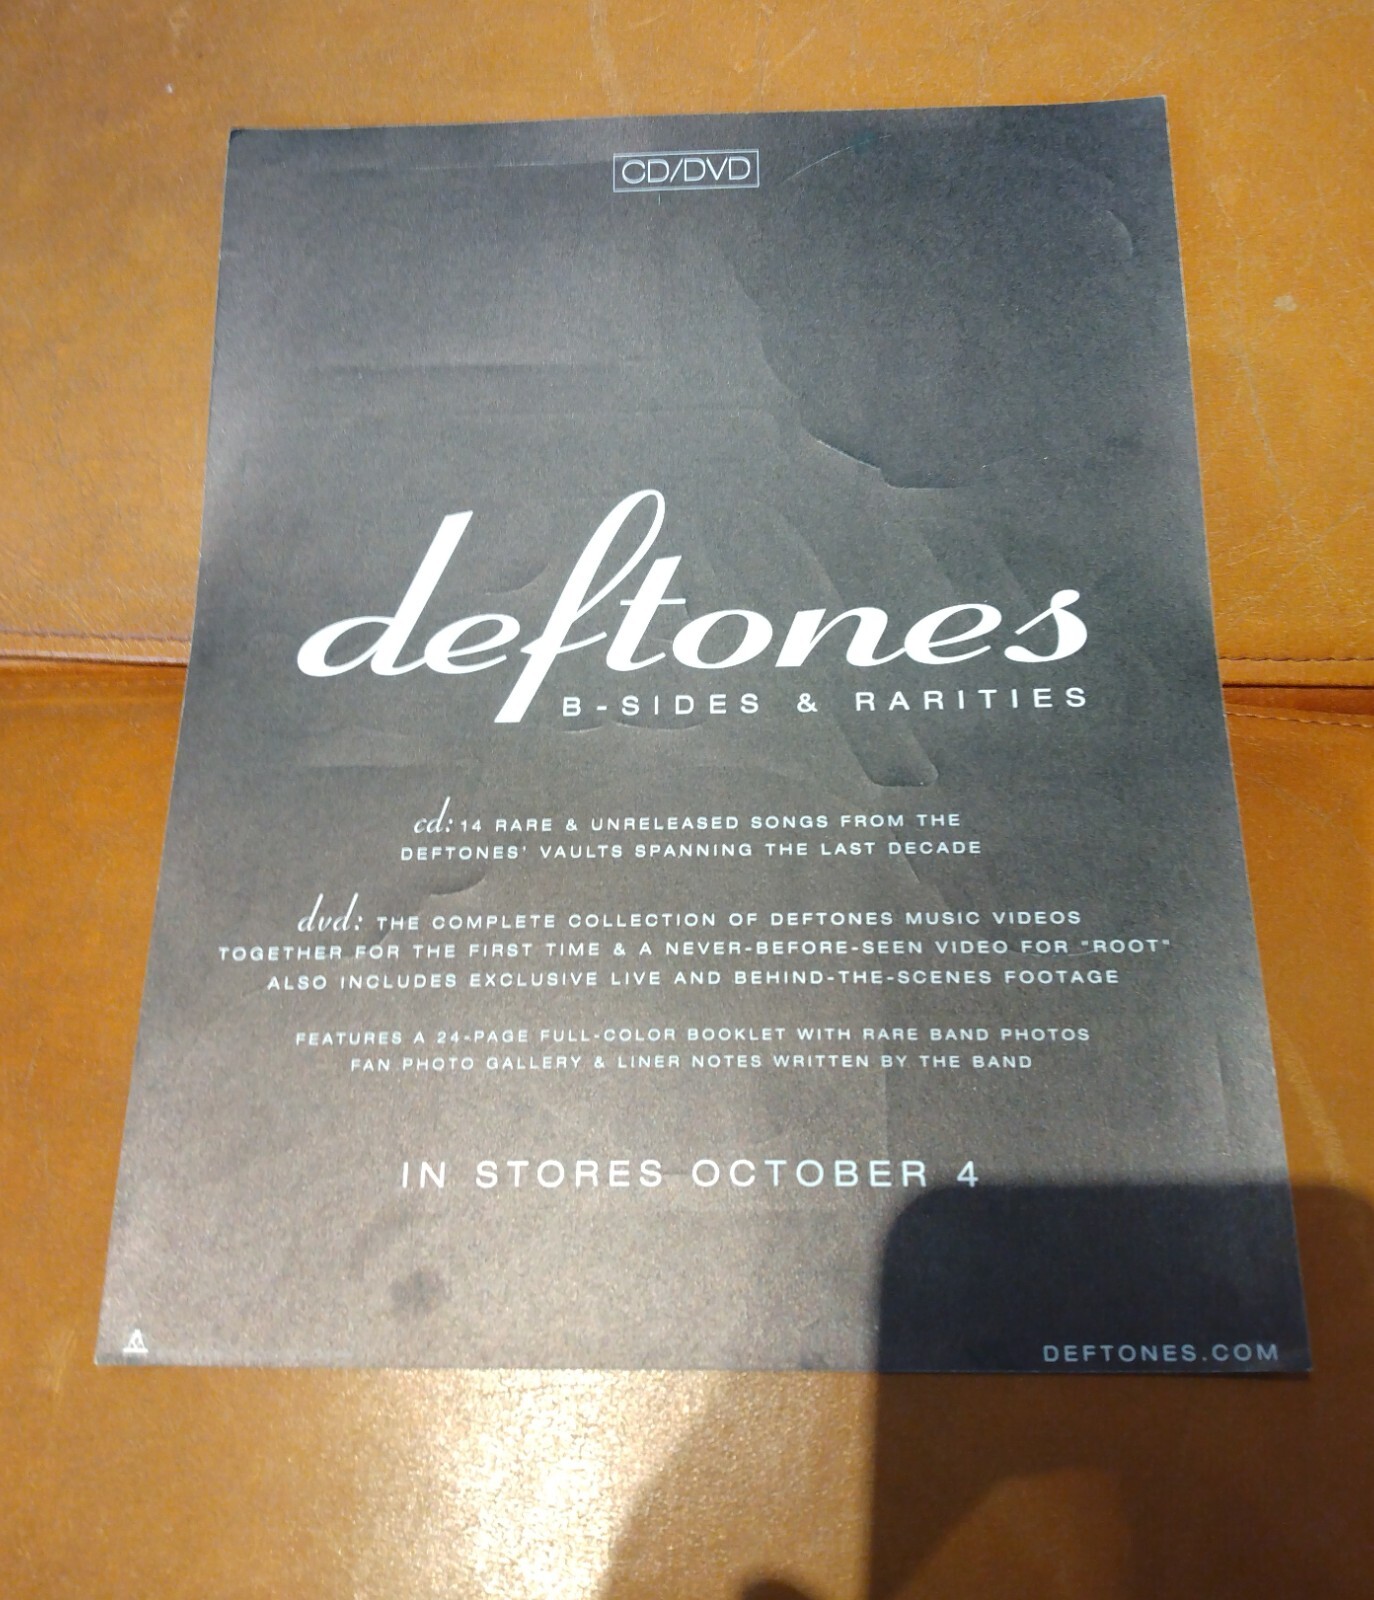 CD/DVD
deftones
B-SIDES & RARITIES
cd: 14 RARE & UNRELEASED SONGS FROM THE
DEFTONES' VAULTS SPANNING THE LAST DECADE
dvd: THE COMPLETE COLLECTION OF DEFTONES MUSIC VIDEOS
TOGETHER FOR THE FIRST TIME & A NEVER-BEFORE-SEEN VIDEO FOR "ROOT"
ALSO INCLUDES EXCLUSIVE LIVE AND BEHIND-THE-SCENES FOOTAGE
FEATURES A 24-PAGE FULL-COLOR BOOKLET WITH RARE BAND PHOTOS
FAN PHOTO GALLERY & LINER NOTES WRITTEN BY THE BAND
IN STORES OCTOBER 4
DEFTONES.COM